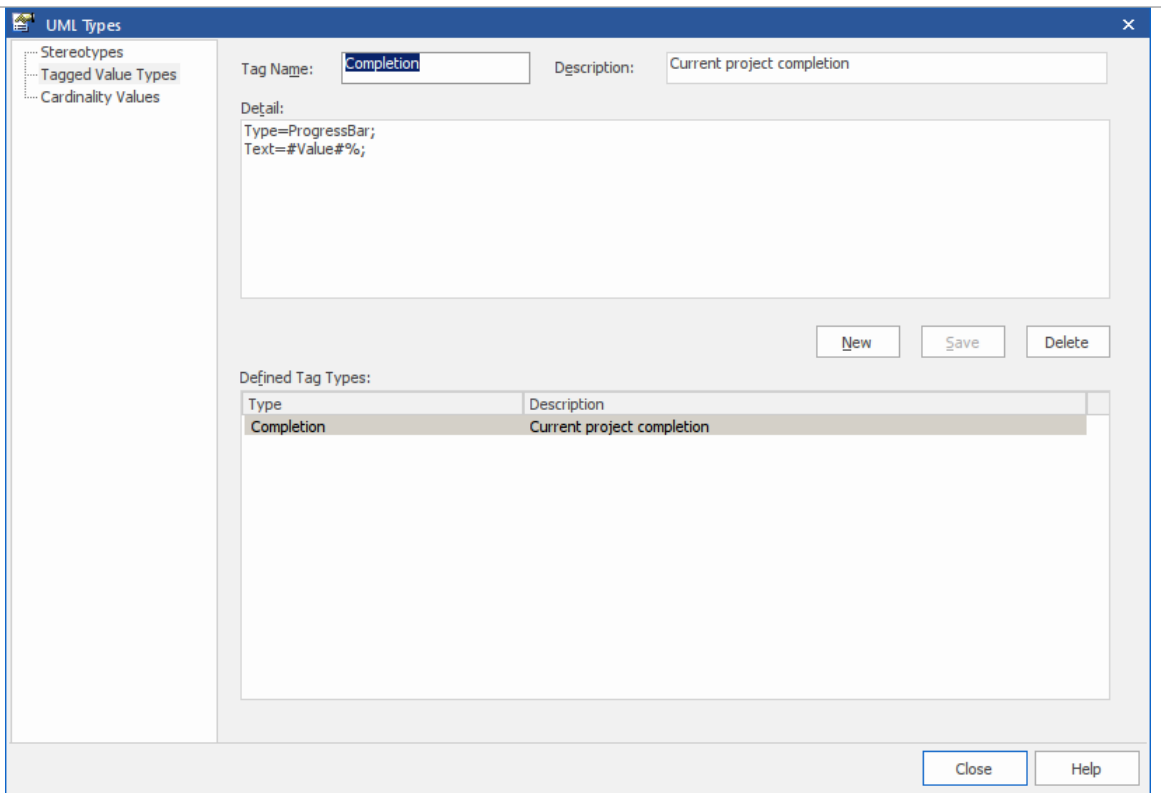 UML Types
Stereotypes
Tagged Value Types
Cardinality Values
Tag Name: Completion Description: Current project completion
Detail:
Type=ProgressBar;
Text=#Value#%;
New Save Delete
Defined Tag Types:
Type Description
Completion Current project completion
Close Help